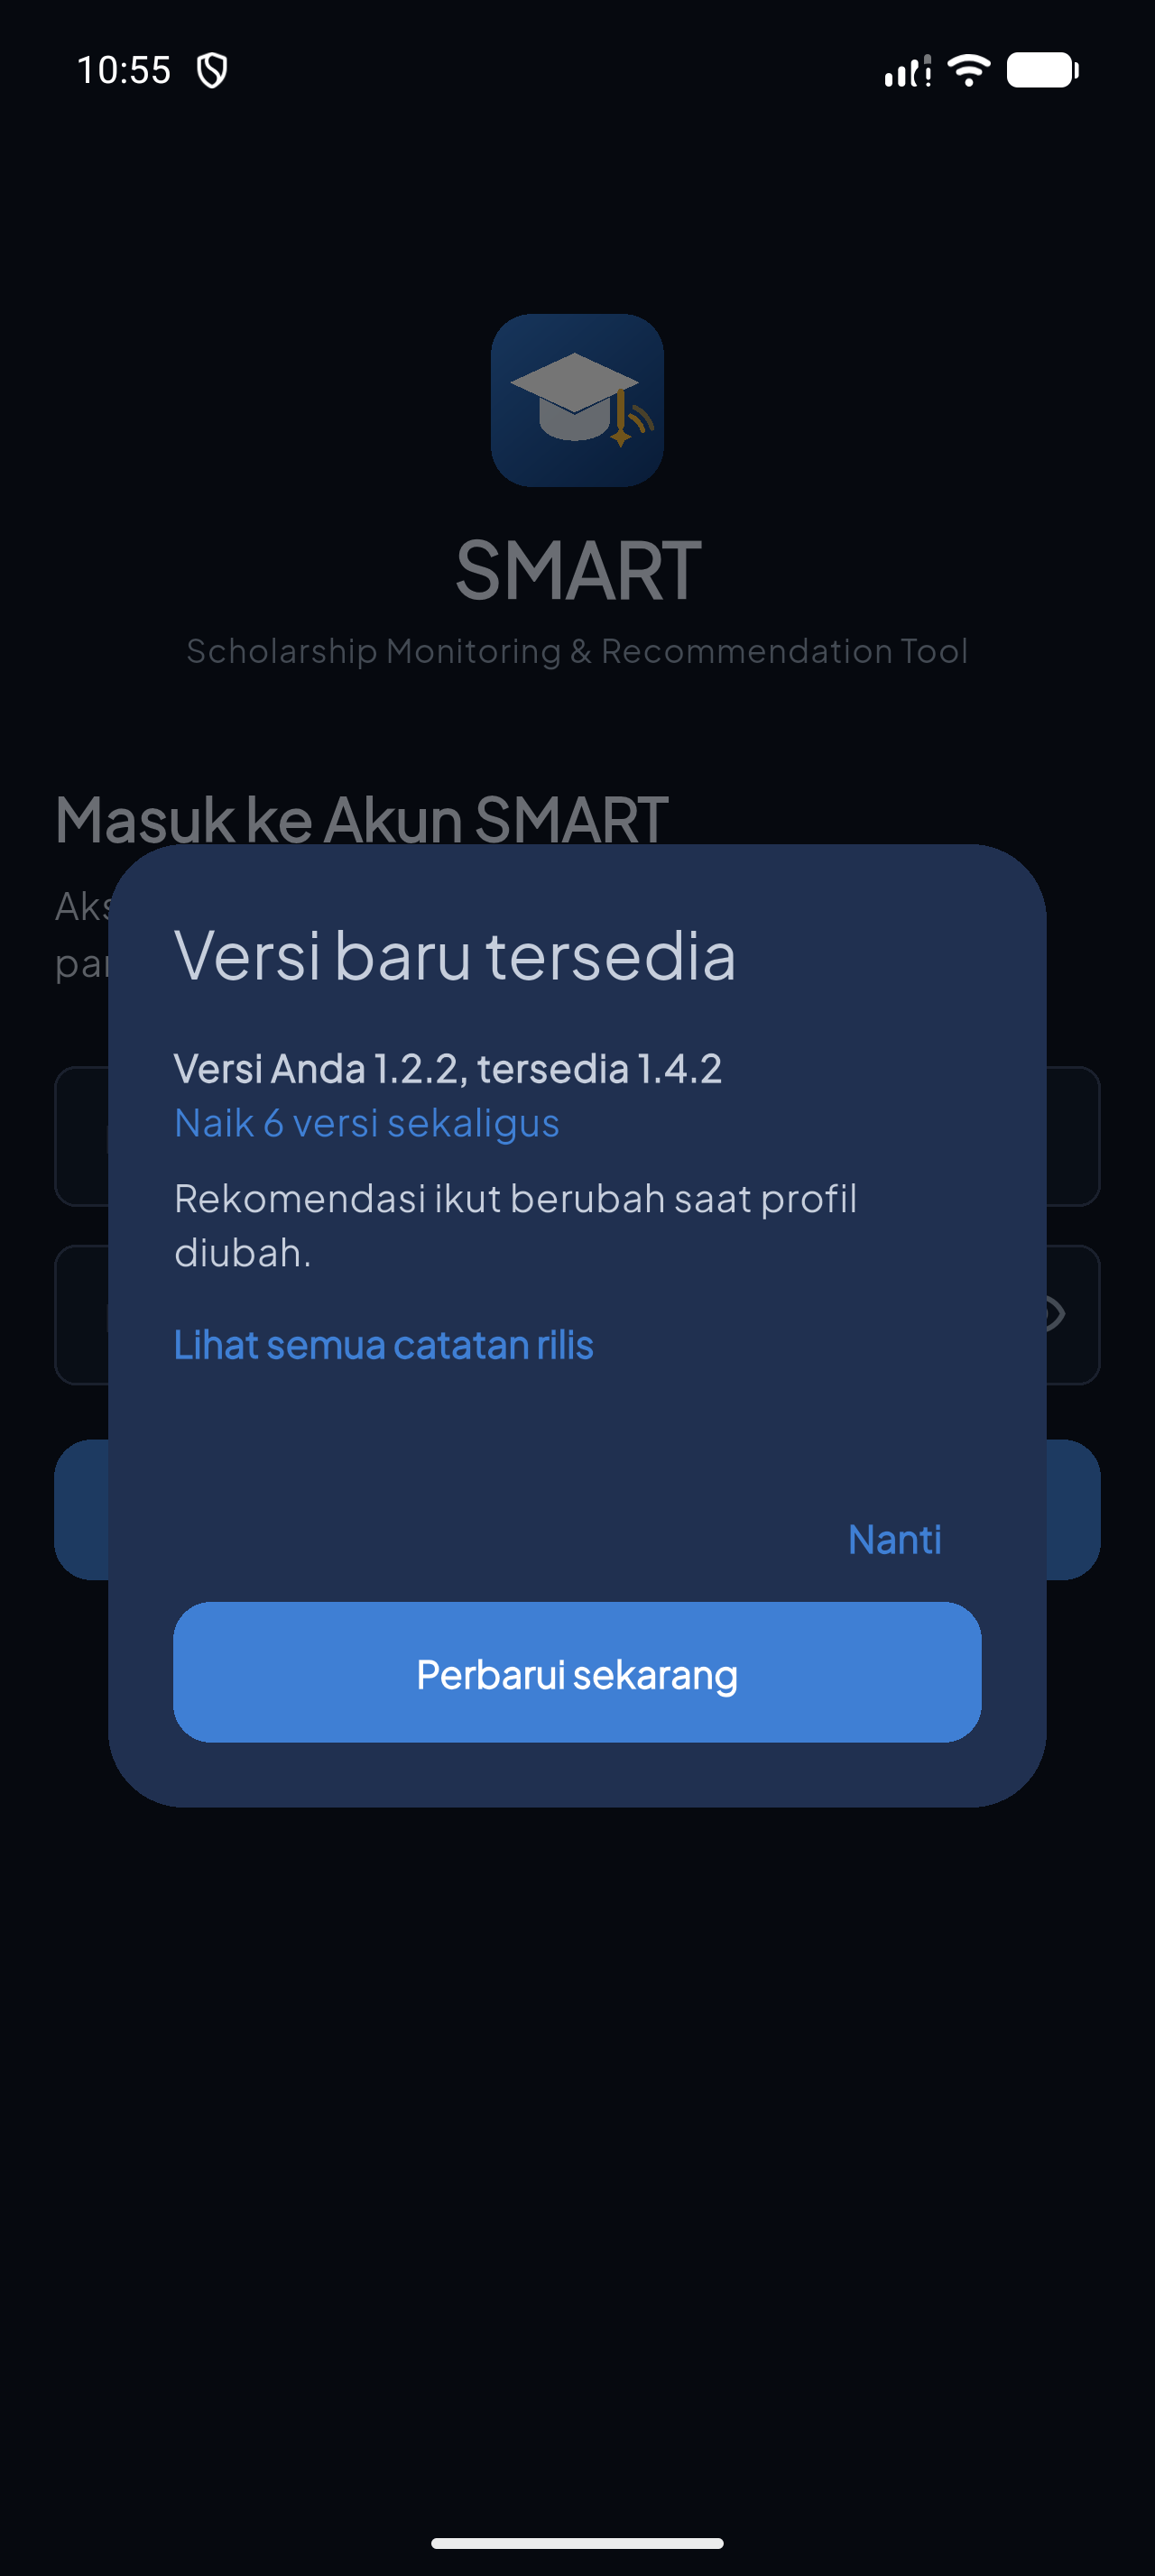 10:55
SMART
Scholarship Monitoring & Recommendation Tool
Masuk ke Akun SMART
Versi baru tersedia
Versi Anda 1.2.2, tersedia 1.4.2
Naik 6 versi sekaligus
Rekomendasi ikut berubah saat profil
diubah.
Lihat semua catatan rilis
Nanti
Perbarui sekarang